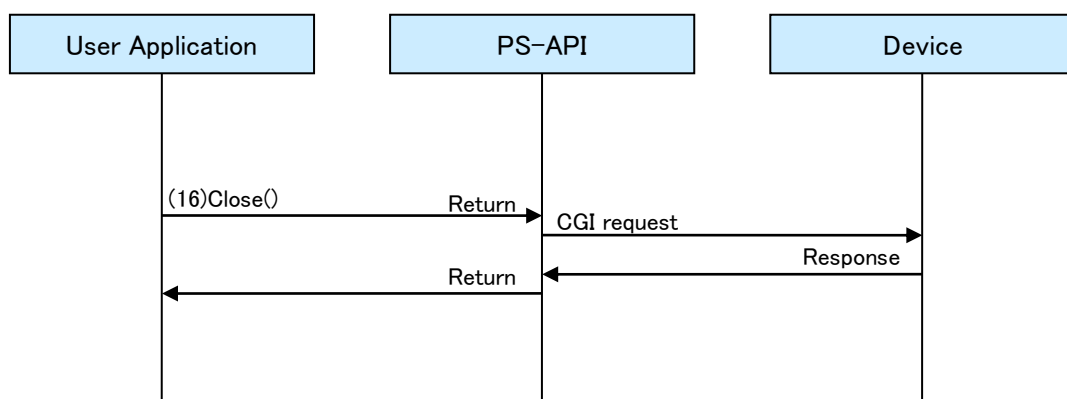 User Application
PS-API
Device
(16)Close()
Return
CGI request
Response
Return